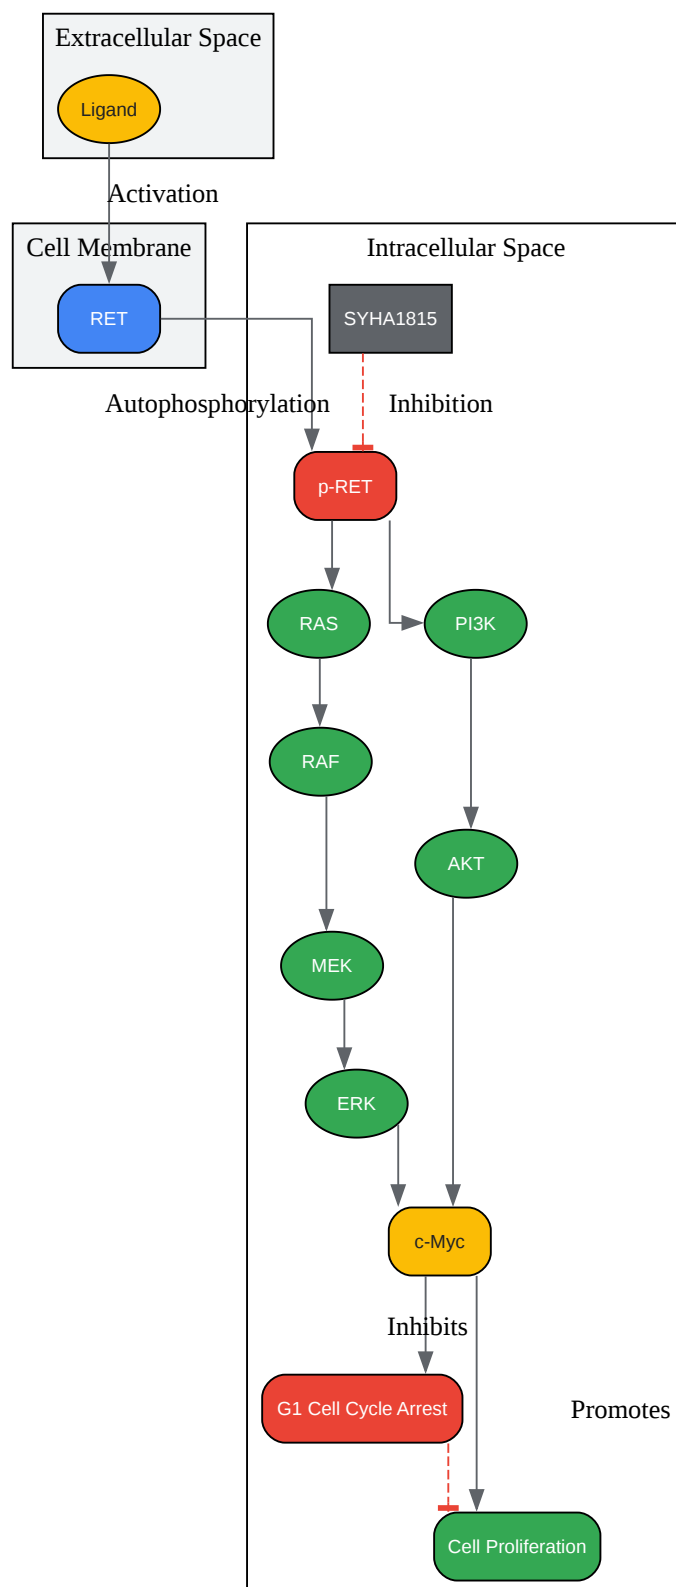 Extracellular Space
Ligand
Activation
Cell Membrane
Intracellular Space
RET
SYHA1815
Autophosphorylation
Inhibition
p-RET
RAS
PI3K
RAF
AKT
MEK
ERK
c-Myc
Inhibits
G1 Cell Cycle Arrest
Promotes
Cell Proliferation